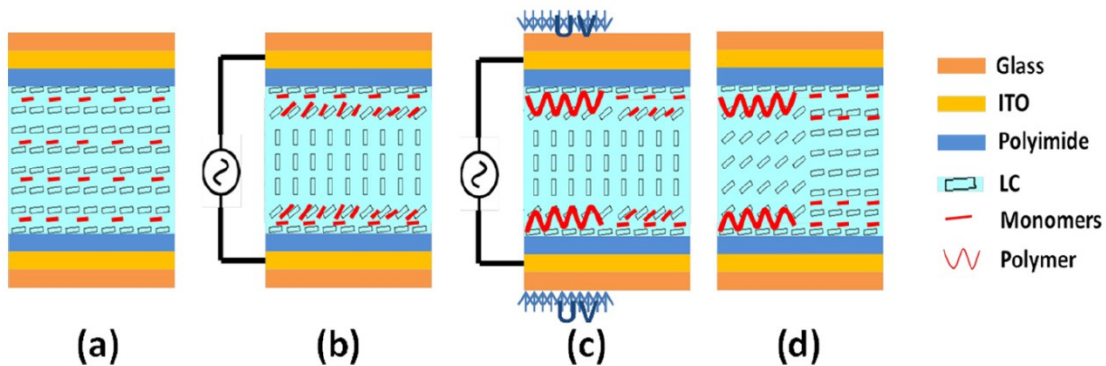 UV
Glass
ITO
Polyimide
LC
Monomers
Polymer
UV
(a)
(b)
(c)
(d)